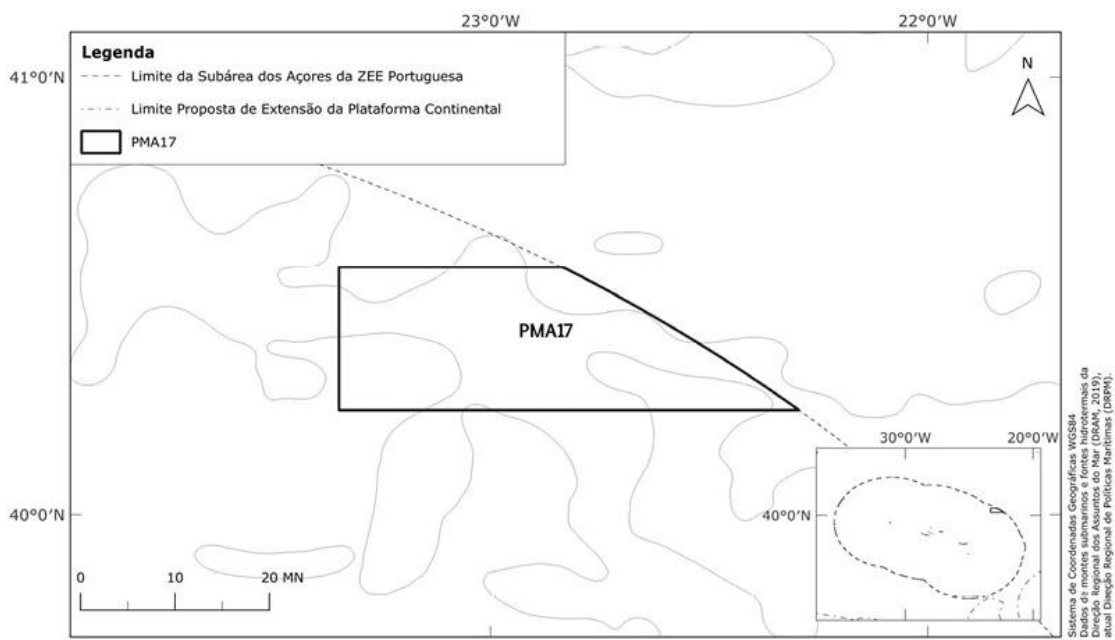 23°0'W
22°0'W
Legenda
Limite da Subárea dos Açores da ZEE Portuguesa
Limite Proposta de Extensão da Plataforma Continental
PMA17
41°0'N
N
PMA17
40°0'N
0 10 20 MN
30°0'W 20°0'W
40°0'N
Sistema de Coordenadas Geográficas WGS84
Dados de montes submarinos e fontes hidrotermais da
Direção Regional dos Assuntos do Mar (DRAM, 2019),
atual Direção Regional de Políticas Marítimas (DRPM).